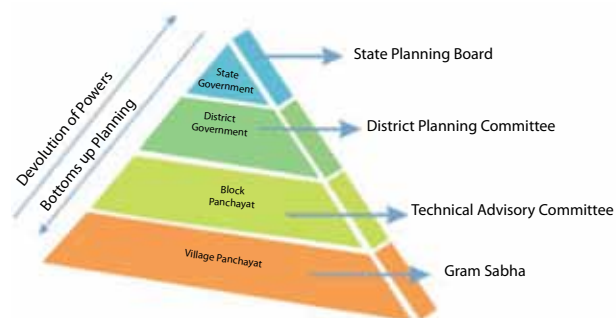 State Planning Board
State
Government
Devolution of Powers
Bottoms up Planning
District
Government
District Planning Committee
Block
Panchayat
Technical Advisory Committee
Village Panchayat
Gram Sabha